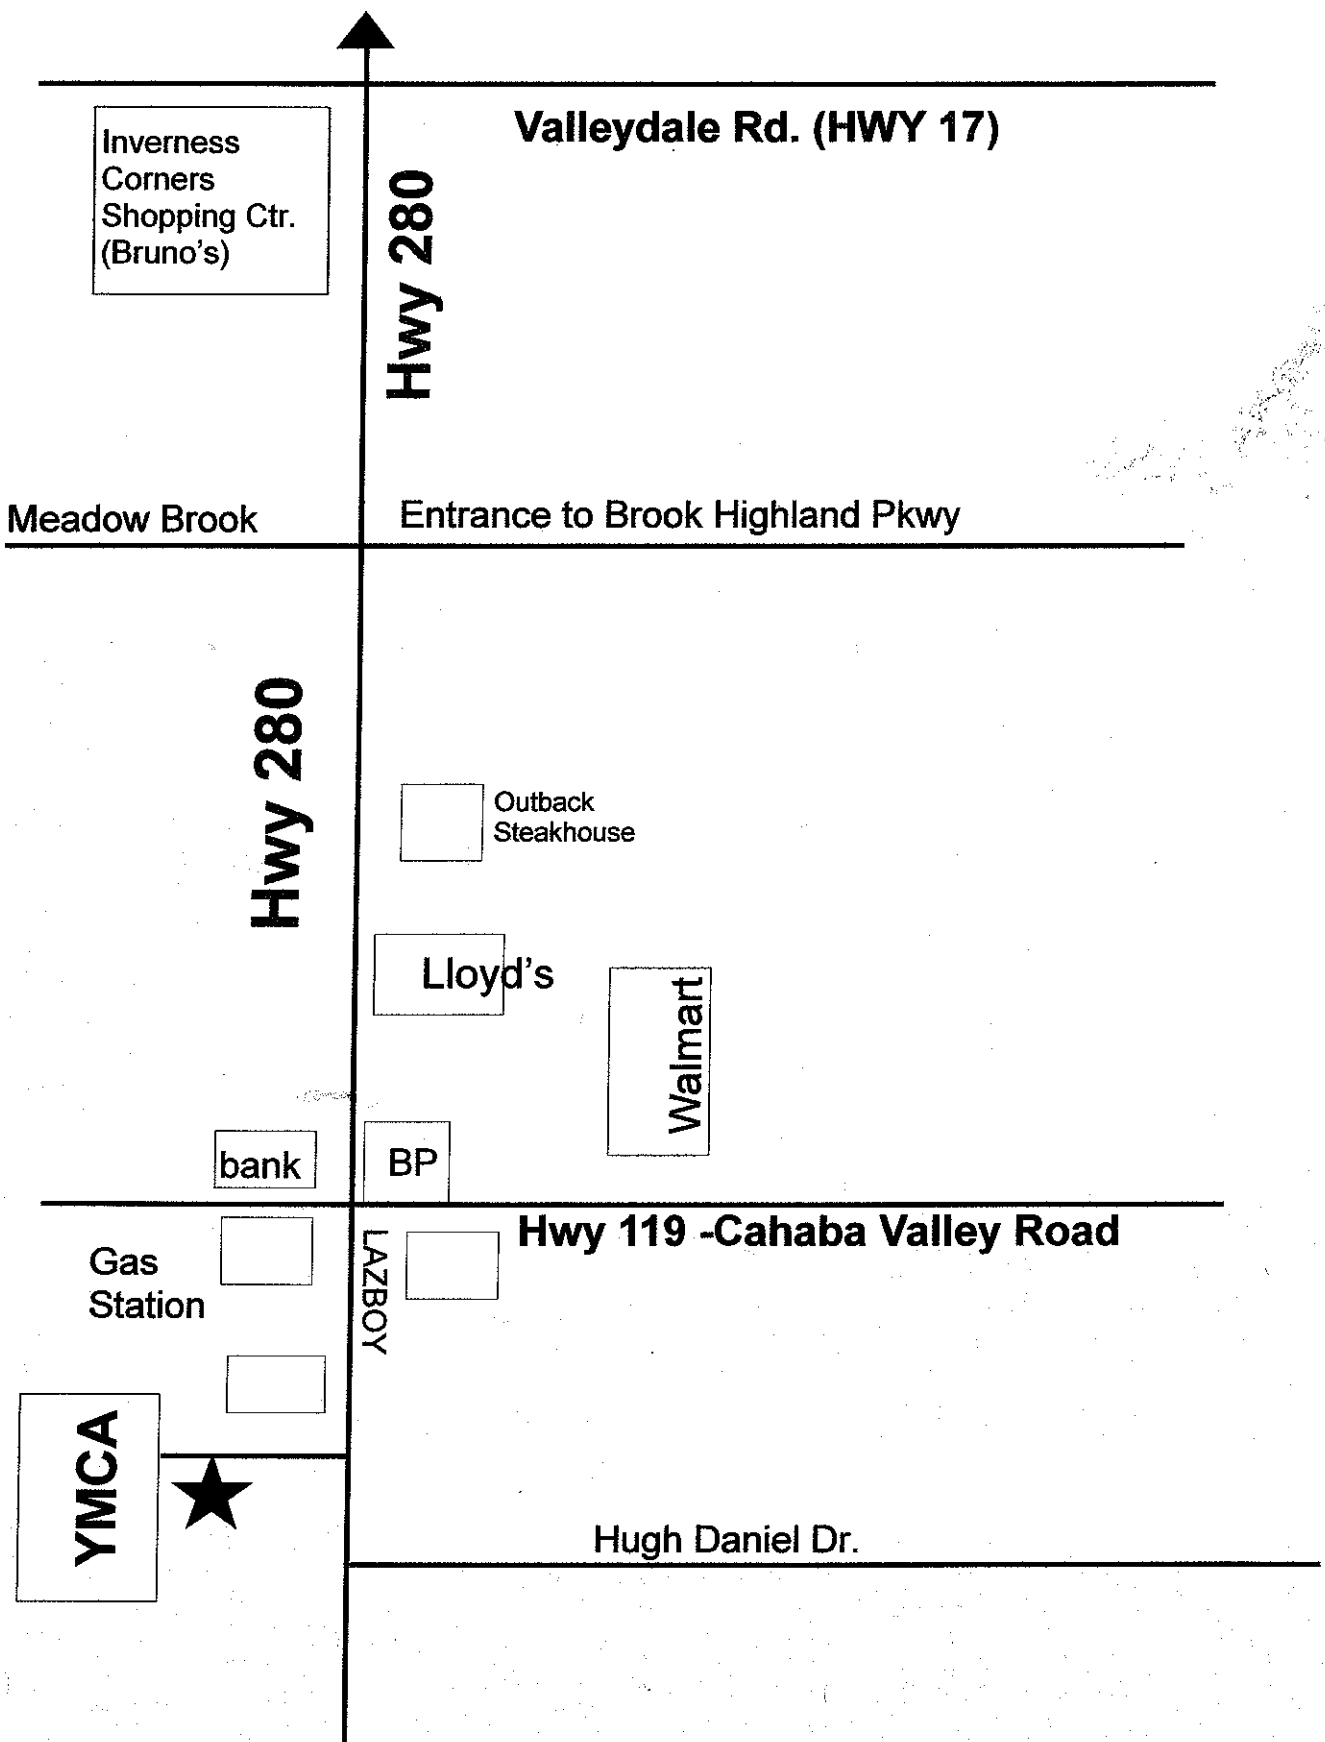 Valleydale Rd. (HWY 17)
Inverness
Corners
Shopping Ctr.
(Bruno's)
Hwy 280
Meadow Brook
Entrance to Brook Highland Pkwy
Hwy 280
Outback
Steakhouse
Lloyd's
Walmart
bank
BP
Hwy 119 -Cahaba Valley Road
Gas
Station
LAZBOY
YMCA
Hugh Daniel Dr.